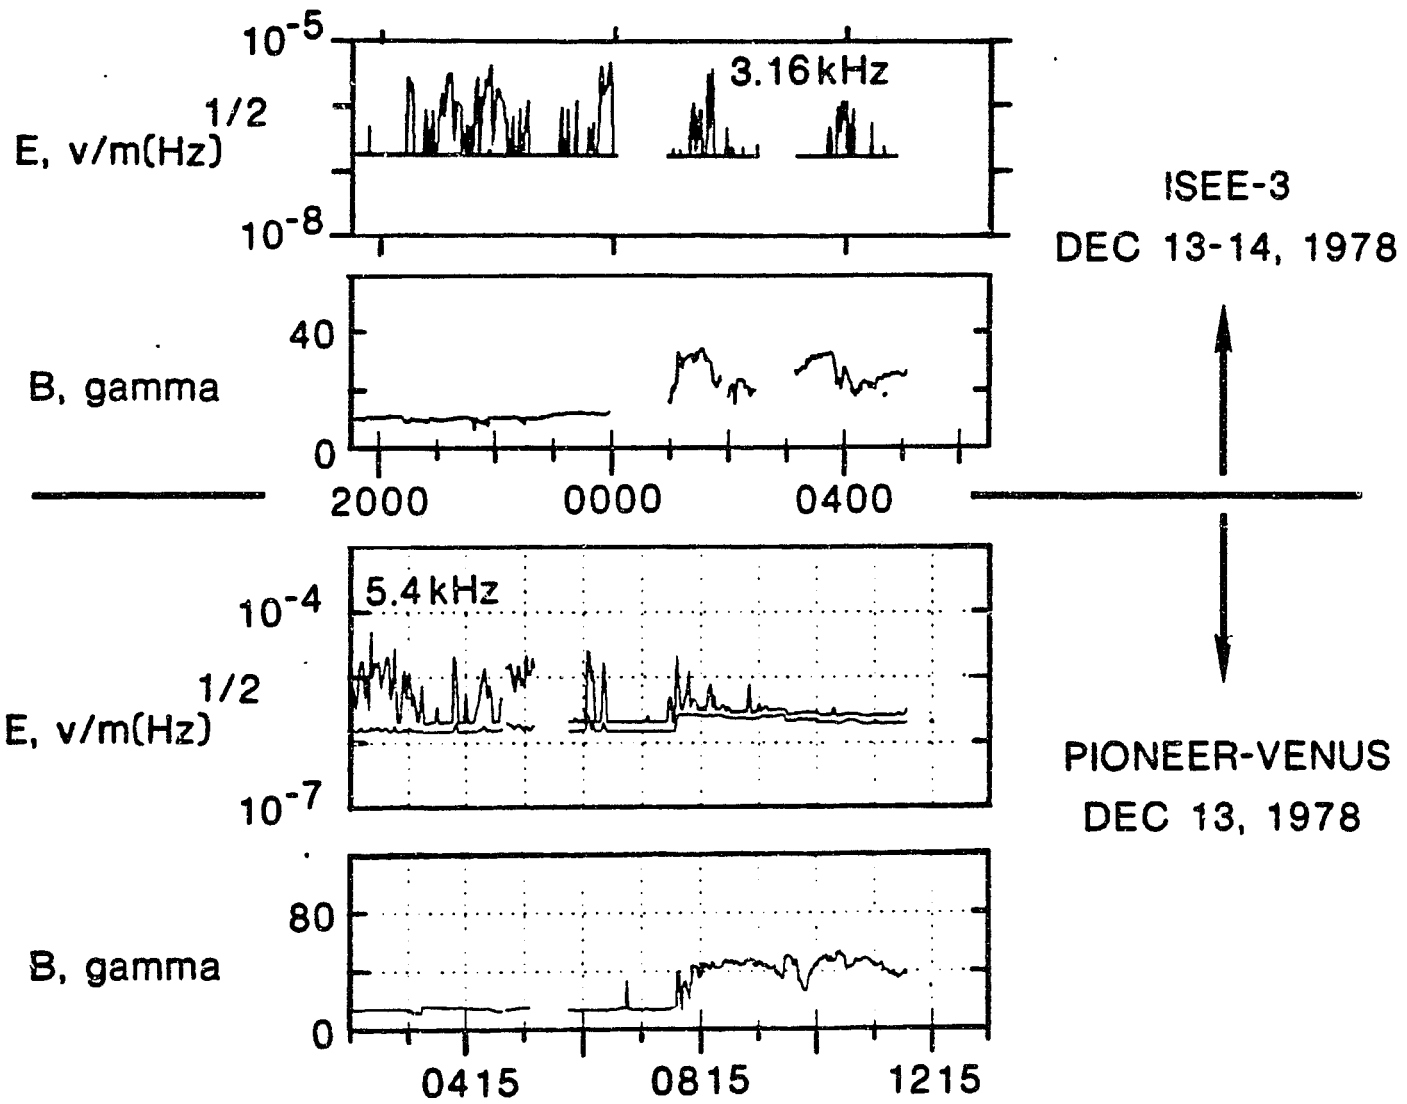 10-5
3.16 kHz
1/2
E, v/m(Hz)
10-8
ISEE-3
DEC 13-14, 1978
40
B, gamma
0
2000 0000 0400
5.4 kHz
10-4
1/2
E, v/m(Hz)
10-7
PIONEER-VENUS
DEC 13, 1978
80
B, gamma
0
0415 0815 1215